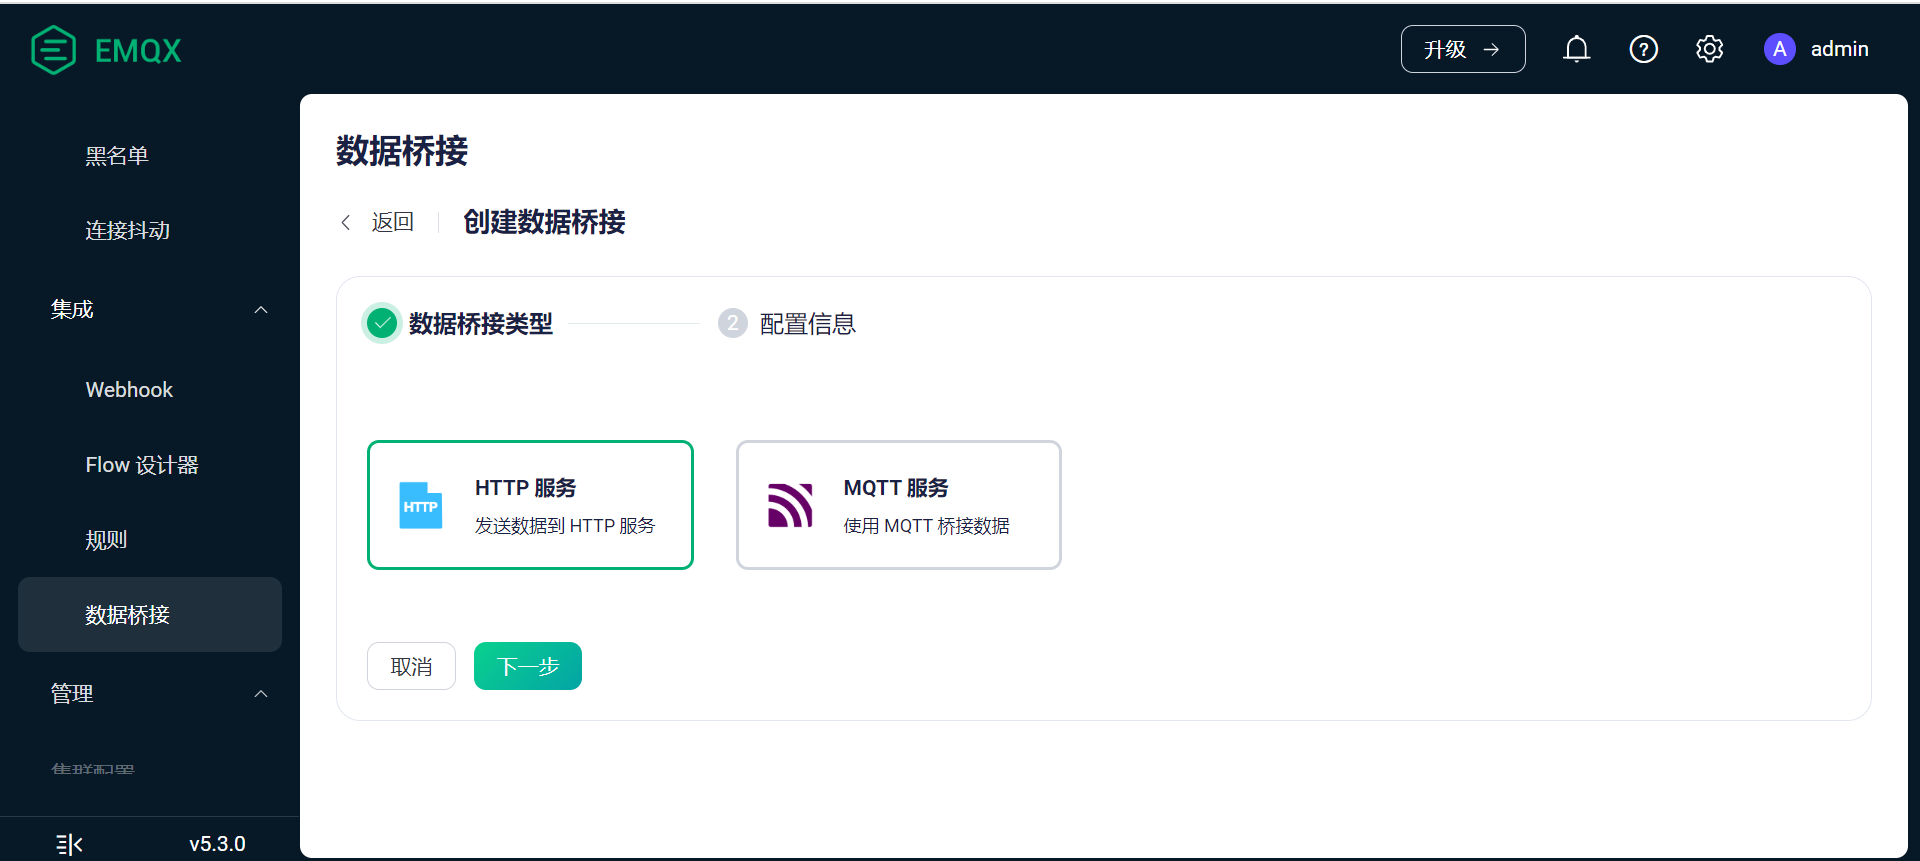 EMQX
升级
?
A
admin
黑名单
连接抖动
集成
Webhook
Flow 设计器
规则
数据桥接
管理
集群配置
v5.3.0
数据桥接
返回
创建数据桥接
数据桥接类型
2 配置信息
HTTP
HTTP 服务
发送数据到 HTTP 服务
MQTT 服务
使用 MQTT 桥接数据
取消
下一步